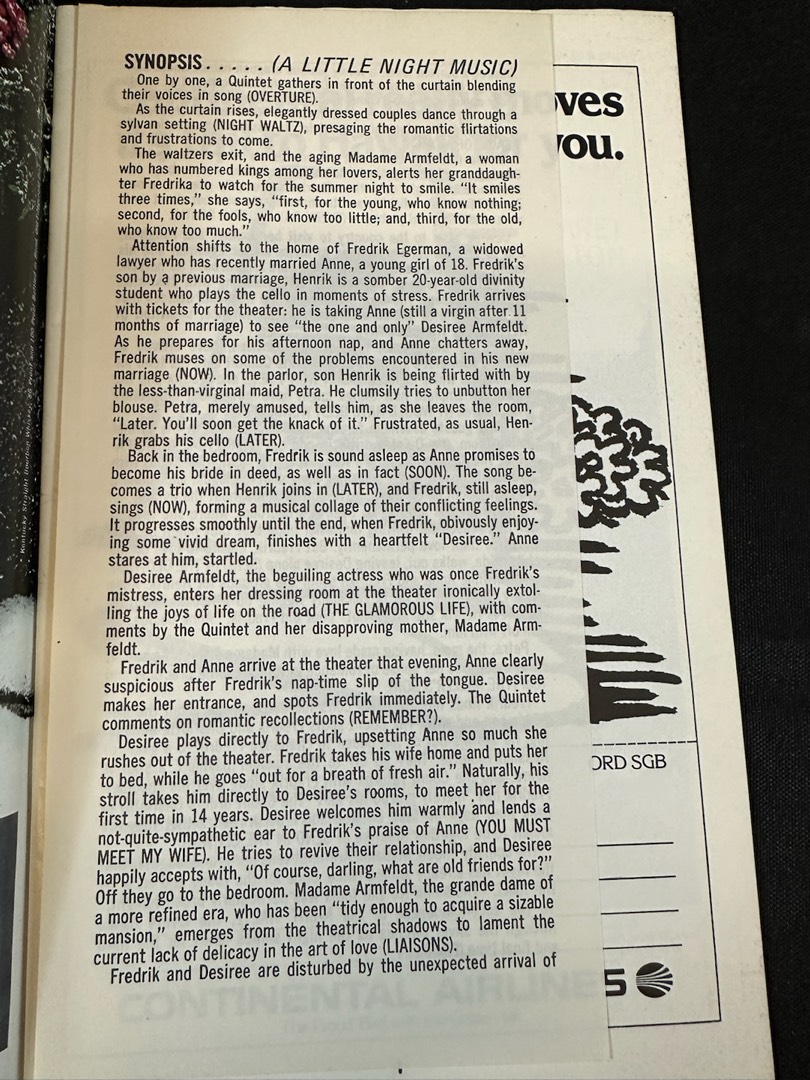 SYNOPSIS. . . . . (A LITTLE NIGHT MUSIC)
One by one, a Quintet gathers in front of the curtain blending
their voices in song (OVERTURE).
As the curtain rises, elegantly dressed couples dance through a
sylvan setting (NIGHT WALTZ), presaging the romantic flirtations
and frustrations to come.
The waltzers exit, and the aging Madame Armfeldt, a woman
who has numbered kings among her lovers, alerts her granddaugh-
ter Fredrika to watch for the summer night to smile. “It smiles
three times,” she says, “first, for the young, who know nothing;
second, for the fools, who know too little; and, third, for the old,
who know too much.”
Attention shifts to the home of Fredrik Egerman, a widowed
lawyer who has recently married Anne, a young girl of 18. Fredrik's
son by a previous marriage, Henrik is a somber 20-year-old divinity
student who plays the cello in moments of stress. Fredrik arrives
with tickets for the theater: he is taking Anne (still a virgin after 11
months of marriage) to see “the one and only” Desiree Armfeldt.
As he prepares for his afternoon nap, and Anne chatters away,
Fredrik muses on some of the problems encountered in his new
marriage (NOW). In the parlor, son Henrik is being flirted with by
the less-than-virginal maid, Petra. He clumsily tries to unbutton her
blouse. Petra, merely amused, tells him, as she leaves the room,
“Later. You'll soon get the knack of it.” Frustrated, as usual, Hen-
rik grabs his cello (LATER).
Back in the bedroom, Fredrik is sound asleep as Anne promises to
become his bride in deed, as well as in fact (SOON). The song be-
comes a trio when Henrik joins in (LATER), and Fredrik, still asleep,
sings (NOW), forming a musical collage of their conflicting feelings.
It progresses smoothly until the end, when Fredrik, obivously enjoy-
ing some vivid dream, finishes with a heartfelt “Desiree.” Anne
stares at him, startled.
Desiree Armfeldt, the beguiling actress who was once Fredrik's
mistress, enters her dressing room at the theater ironically extol-
ling the joys of life on the road (THE GLAMOROUS LIFE), with com-
ments by the Quintet and her disapproving mother, Madame Arm-
feldt.
Fredrik and Anne arrive at the theater that evening, Anne clearly
suspicious after Fredrik's nap-time slip of the tongue. Desiree
makes her entrance, and spots Fredrik immediately. The Quintet
comments on romantic recollections (REMEMBER?).
Desiree plays directly to Fredrik, upsetting Anne so much she
rushes out of the theater. Fredrik takes his wife home and puts her
to bed, while he goes “out for a breath of fresh air.” Naturally, his
stroll takes him directly to Desiree's rooms, to meet her for the
first time in 14 years. Desiree welcomes him warmly and lends a
not-quite-sympathetic ear to Fredrik's praise of Anne (YOU MUST
MEET MY WIFE). He tries to revive their relationship, and Desiree
happily accepts with, “Of course, darling, what are old friends for?”
Off they go to the bedroom. Madame Armfeldt, the grande dame of
a more refined era, who has been “tidy enough to acquire a sizable
mansion,” emerges from the theatrical shadows to lament the
current lack of delicacy in the art of love (LIAISONS).
Fredrik and Desiree are disturbed by the unexpected arrival of
CONTINENTAL AIRLINES
ves
you.
ORD SGB
Kentucky Straight Bourbon